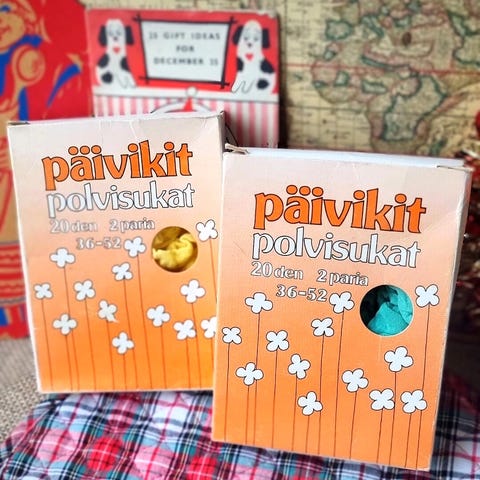 25 GIFT IDEAS
FOR
DECEMBER 25
päivikit
polvisukat
20 den 2 paria
36-52
päivikit
polvisukat
20 den 2 paria
36-52